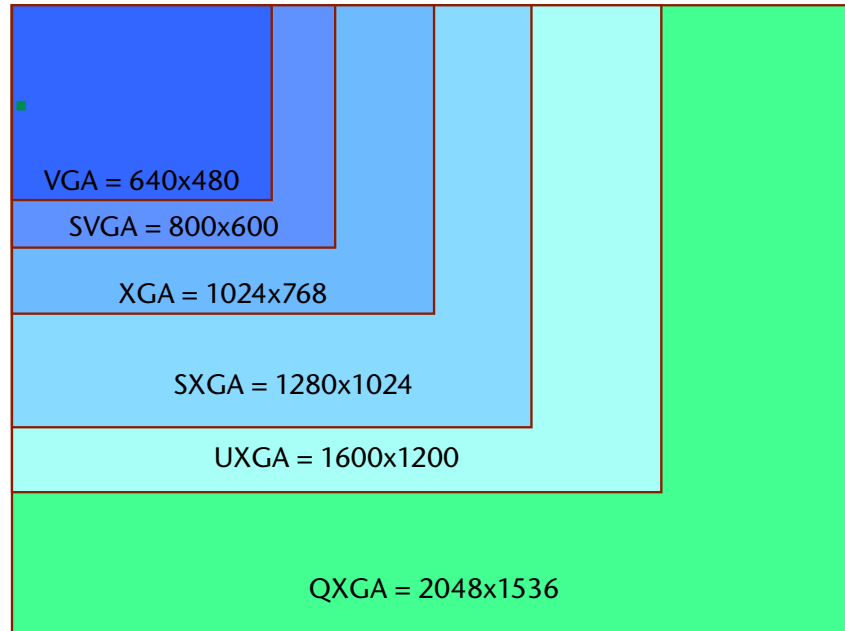 VGA = 640x480
SVGA = 800x600
XGA = 1024x768
SXGA = 1280x1024
UXGA = 1600x1200
QXGA = 2048x1536